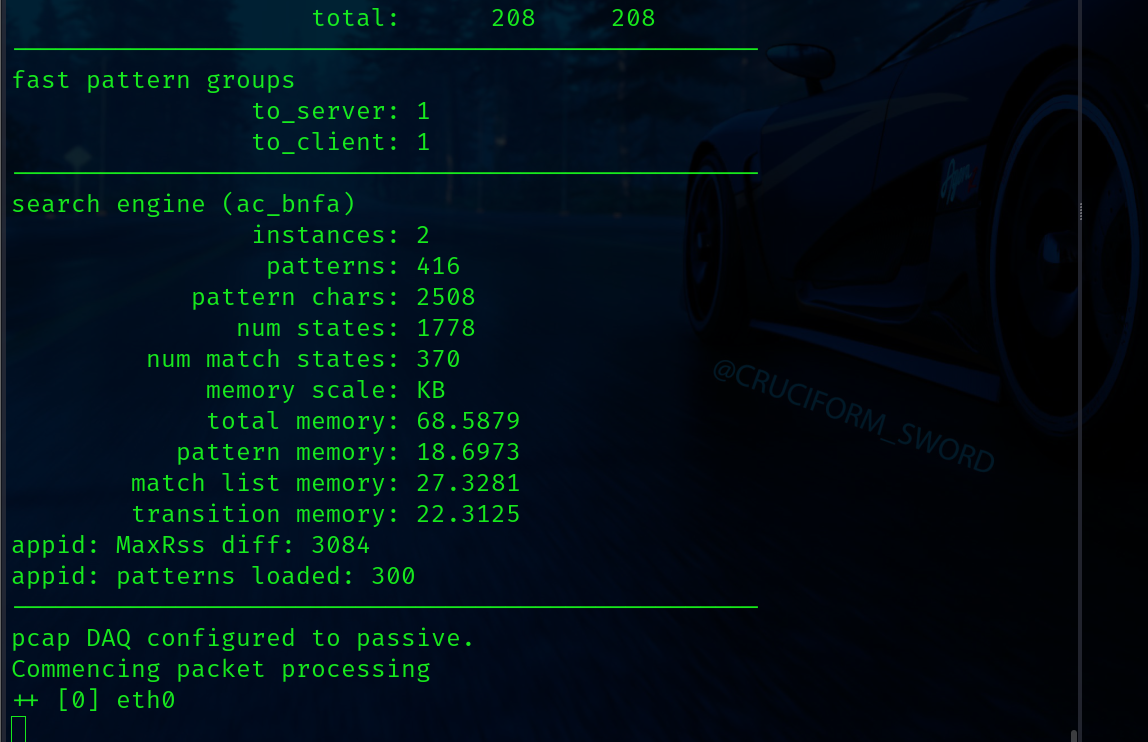 total: 208 208
fast pattern groups
to_server: 1
to_client: 1
search engine (ac_bnfa)
instances: 2
patterns: 416
pattern chars: 2508
num states: 1778
num match states: 370
memory scale: KB
total memory: 68.5879
pattern memory: 18.6973
match list memory: 27.3281
transition memory: 22.3125
appid: MaxRss diff: 3084
appid: patterns loaded: 300
pcap DAQ configured to passive.
Commencing packet processing
++ [0] eth0
@CRUCIFORM_SWORD